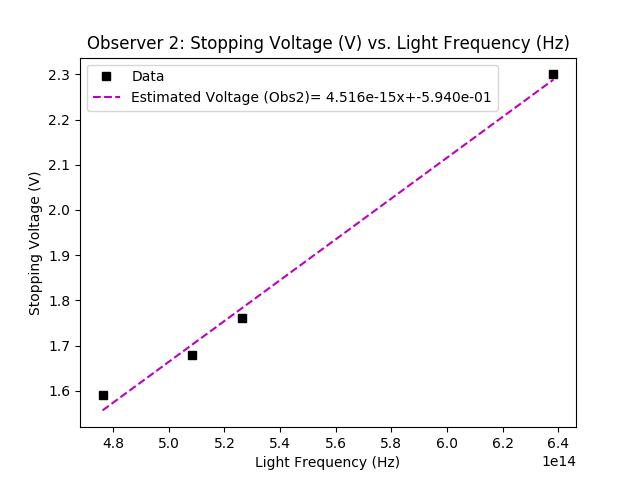 Observer 2: Stopping Voltage (V) vs. Light Frequency (Hz)
Data
Estimated Voltage (Obs2)= 4.516e-15x+-5.940e-01
Stopping Voltage (V)
2.3
2.2
2.1
2.0
1.9
1.8
1.7
1.6
4.8 5.0 5.2 5.4 5.6 5.8 6.0 6.2 6.4
1e14
Light Frequency (Hz)